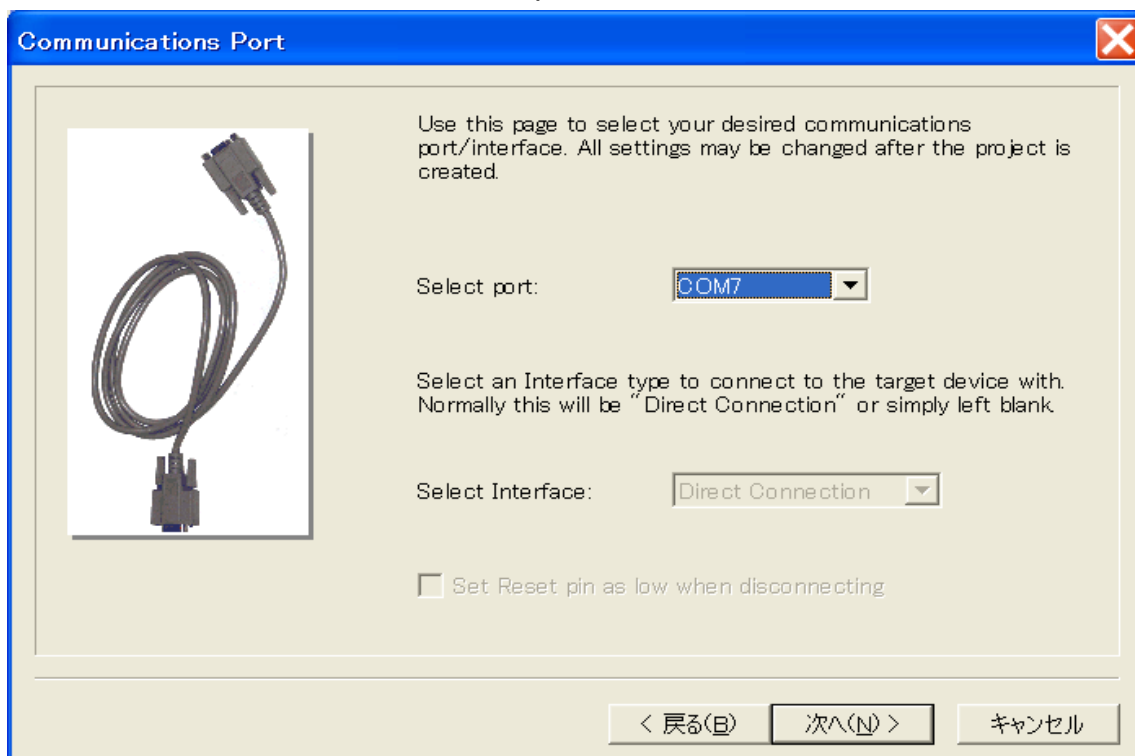 Communications Port
Use this page to select your desired communications
port/interface. All settings may be changed after the project is
created.
Select port:
COM7
Select an Interface type to connect to the target device with.
Normally this will be "Direct Connection" or simply left blank.
Select Interface:
Direct Connection
Set Reset pin as low when disconnecting
< 戻る(B)
次へ(N) >
キャンセル